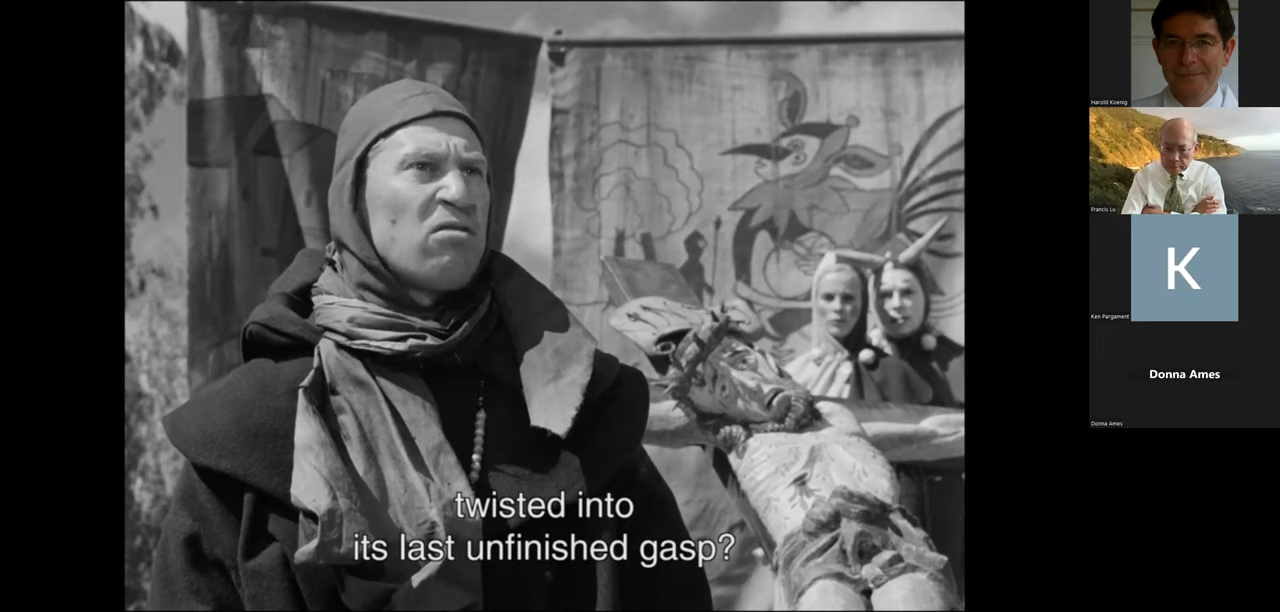 twisted into
its last unfinished gasp?
Harold Koenig
Francis Lu
K
Ken Pargament
Donna Ames
Donna Ames